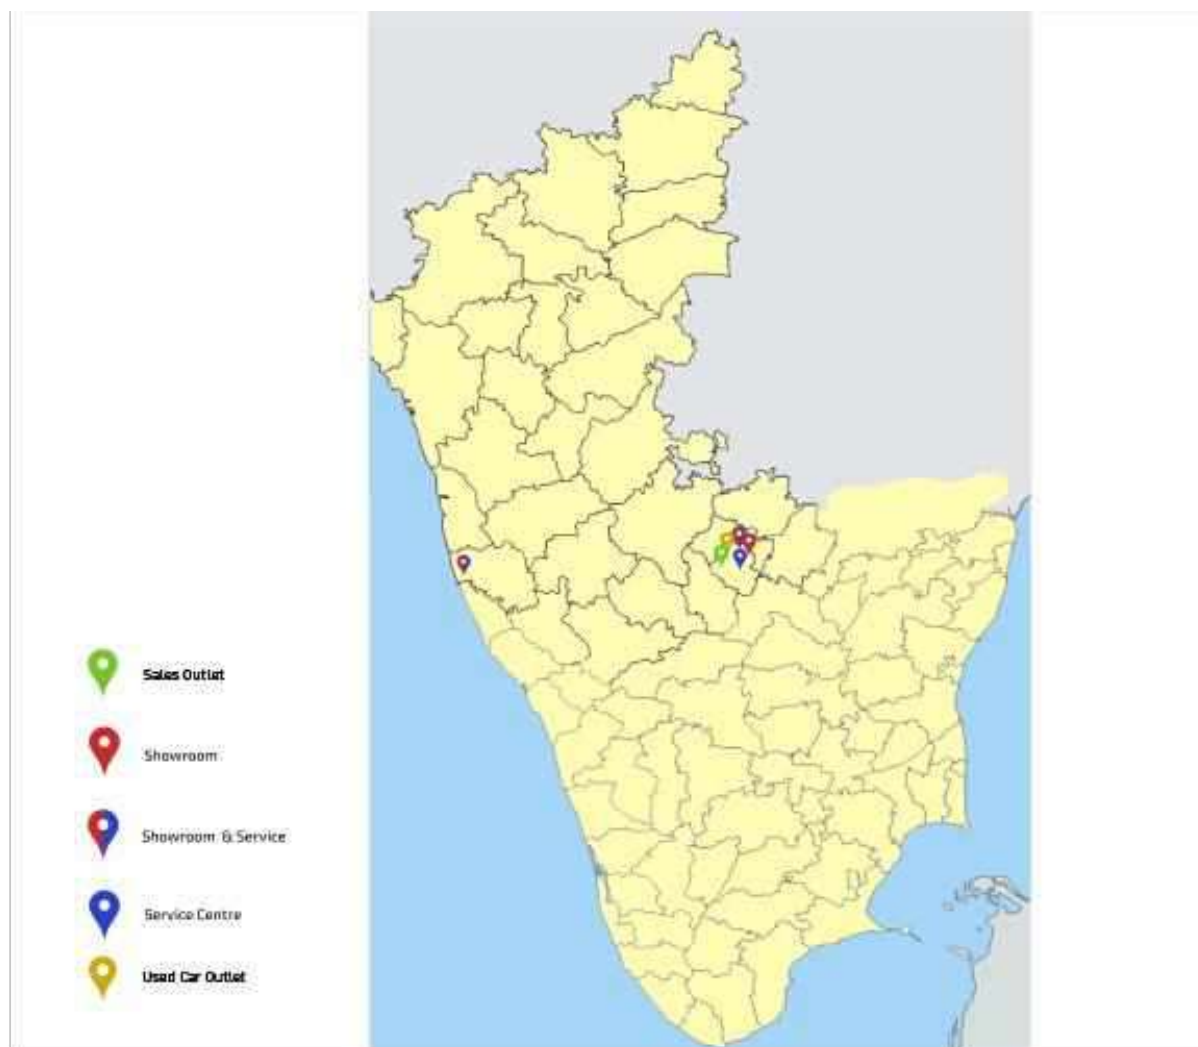 Sales Outlet
Showroom
Showroom & Service
Service Centre
Used Car Outlet